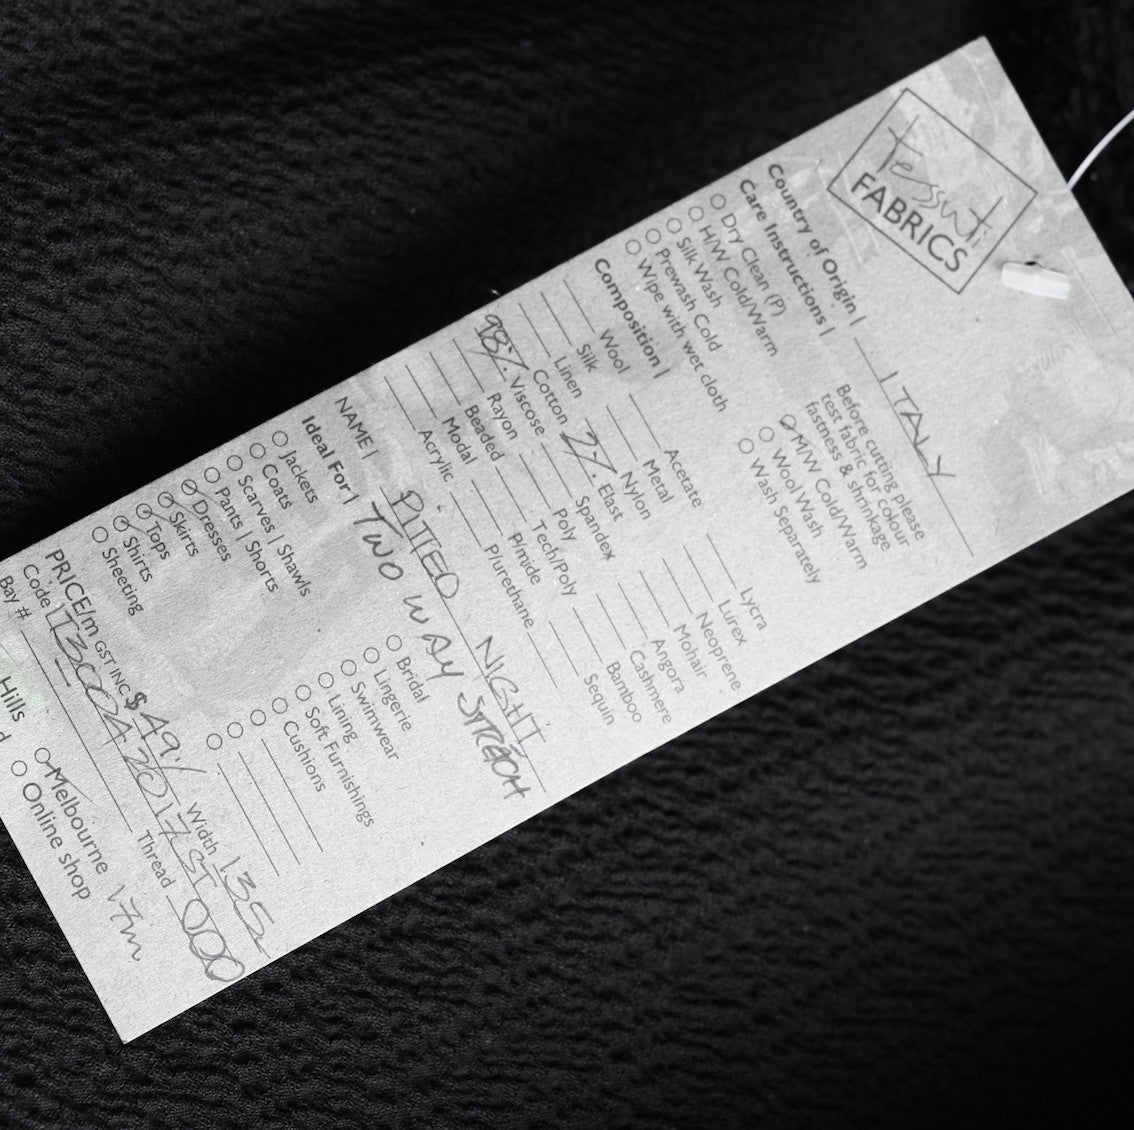 tessuti
FABRICS
Country of Origin | ITALY
Care Instructions |
Before cutting please
test fabric for colour
fastness & shrinkage
Dry Clean (P)
M/W Cold/Warm
H/W Cold/Warm
Wool Wash
Silk Wash
Wash Separately
Prewash Cold
Wipe with wet cloth
Composition |
Wool
Acetate
Lycra
Silk
Metal
Lurex
Linen
Nylon
Neoprene
Cotton
2% Elast
Mohair
98% Viscose
Spandex
Angora
Rayon
Poly
Cashmere
Beaded
Tech/Poly
Bamboo
Modal
P/mide
Sequin
Acrylic
P/urethane
NAME | PITTED NIGHT
TWO WAY STRETCH
Ideal For |
Jackets
Bridal
Coats
Lingerie
Scarves | Shawls
Swimwear
Pants | Shorts
Lining
Dresses
Soft Furnishings
Skirts
Cushions
Tops
Shirts
Sheeting
PRICE/m GST INC $49.- Width 135
Code
Thread 000
Bay #
Hills
Melbourne 1.7m
Online shop